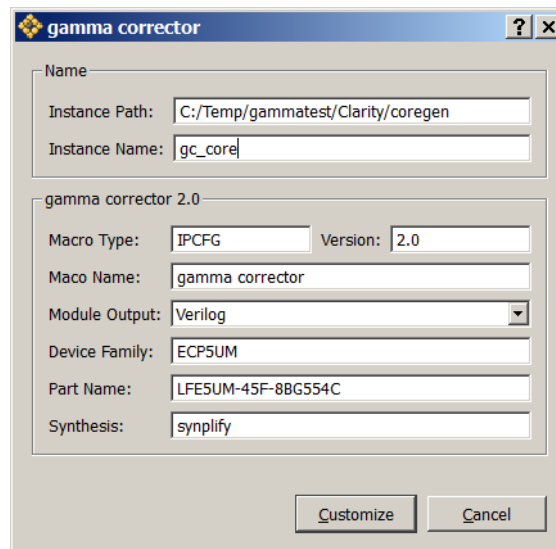 gamma corrector
Name
Instance Path: C:/Temp/gammatest/Clarity/coregen
Instance Name: gc_core
gamma corrector 2.0
Macro Type: IPCFG Version: 2.0
Maco Name: gamma corrector
Module Output: Verilog
Device Family: ECP5UM
Part Name: LFE5UM-45F-8BG554C
Synthesis: synplify
Customize Cancel